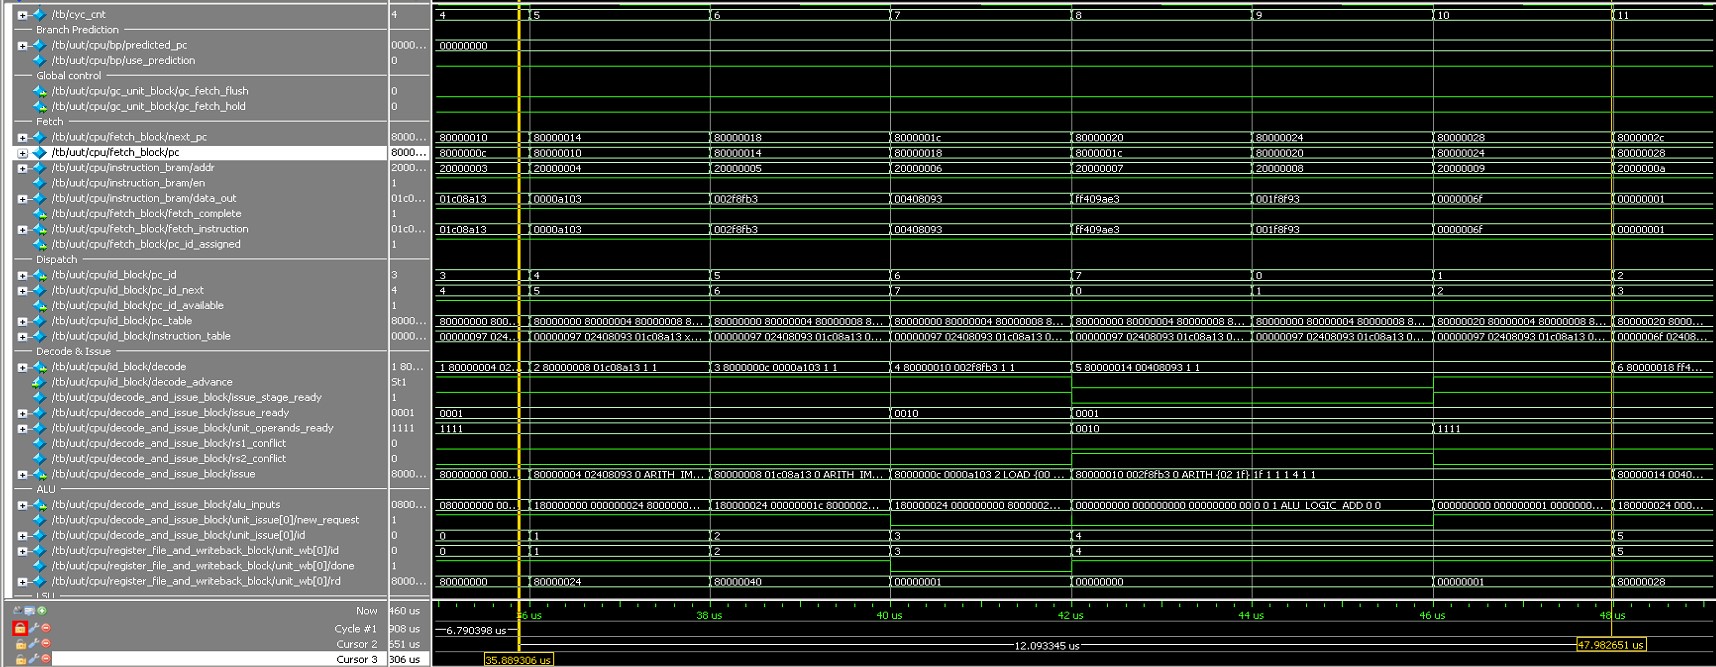 /tb/cyc_cnt 4 4 5 6 7 8 9 10 11
Branch Prediction
/tb/uut/cpu/bp/predicted_pc 0000... 00000000
/tb/uut/cpu/bp/use_prediction 0
Global control
/tb/uut/cpu/gc_unit_block/gc_fetch_flush 0
/tb/uut/cpu/gc_unit_block/gc_fetch_hold 0
Fetch
/tb/uut/cpu/fetch_block/next_pc 8000... 80000010 80000014 80000018 8000001c 80000020 80000024 80000028 8000002c
/tb/uut/cpu/fetch_block/pc 8000... 8000000c 80000010 80000014 80000018 8000001c 80000020 80000024 80000028
/tb/uut/cpu/instruction_bram/addr 2000... 20000003 20000004 20000005 20000006 20000007 20000008 20000009 2000000a
/tb/uut/cpu/instruction_bram/en 1
/tb/uut/cpu/instruction_bram/data_out 01c0... 01c08a13 0000a103 002f8fb3 00408093 ff409ae3 001f8f93 0000006f 00000001
/tb/uut/cpu/fetch_block/fetch_complete 1
/tb/uut/cpu/fetch_block/fetch_instruction 01c0... 01c08a13 0000a103 002f8fb3 00408093 ff409ae3 001f8f93 0000006f 00000001
/tb/uut/cpu/fetch_block/pc_id_assigned 1
Dispatch
/tb/uut/cpu/id_block/pc_id 3 3 4 5 6 7 0 1 2
/tb/uut/cpu/id_block/pc_id_next 4 4 5 6 7 0 1 2 3
/tb/uut/cpu/id_block/pc_id_available 1
/tb/uut/cpu/id_block/pc_table 8000... 80000000 800... 80000000 80000004 80000008 8... 80000000 80000004 80000008 8... 80000000 80000004 80000008 8... 80000000 80000004 80000008 8... 80000000 80000004 80000008 8... 80000020 80000004 80000008 8... 80000020 8000...
/tb/uut/cpu/id_block/instruction_table 0000... 00000097 024... 00000097 02408093 01c08a13 x... 00000097 02408093 01c08a13 0... 00000097 02408093 01c08a13 0... 00000097 02408093 01c08a13 0... 00000097 02408093 01c08a13 0... 00000097 02408093 01c08a13 0... 0000006f 02408...
Decode & Issue
/tb/uut/cpu/id_block/decode 1 80... 1 80000004 02... 2 80000008 01c08a13 1 1 3 8000000c 0000a103 1 1 4 80000010 002f8fb3 1 1 5 80000014 00408093 1 1 6 80000018 ff4...
/tb/uut/cpu/id_block/decode_advance St1
/tb/uut/cpu/decode_and_issue_block/issue_stage_ready 1
/tb/uut/cpu/decode_and_issue_block/issue_ready 0001 0001 0010 0001
/tb/uut/cpu/decode_and_issue_block/unit_operands_ready 1111 1111 0010 1111
/tb/uut/cpu/decode_and_issue_block/rs1_conflict 0
/tb/uut/cpu/decode_and_issue_block/rs2_conflict 0
/tb/uut/cpu/decode_and_issue_block/issue 8000... 80000000 000... 80000004 02408093 0 ARITH_IM... 80000008 01c08a13 0 ARITH_IM... 8000000c 0000a103 2 LOAD {00 ... 80000010 002f8fb3 0 ARITH {02 1f} 1f 1 1 1 4 1 1 80000014 0040...
ALU
/tb/uut/cpu/decode_and_issue_block/alu_inputs 0800... 080000000 00... 180000000 000000024 8000000... 180000024 00000001c 8000002... 180000024 000000000 8000002... 000000000 000000000 00000000 00 0 0 1 ALU_LOGIC_ADD 0 0 000000000 000000001 0000000... 180000024 000...
/tb/uut/cpu/decode_and_issue_block/unit_issue[0]/new_request 1
/tb/uut/cpu/decode_and_issue_block/unit_issue[0]/id 0 0 1 2 3 4 5
/tb/uut/cpu/register_file_and_writeback_block/unit_wb[0]/id 0 0 1 2 3 4 5
/tb/uut/cpu/register_file_and_writeback_block/unit_wb[0]/done 1
/tb/uut/cpu/register_file_and_writeback_block/unit_wb[0]/rd 8000... 80000000 80000024 80000040 00000001 00000000 00000001 80000028
Now 460 us 38 us 40 us 42 us 44 us 46 us 48 us
Cycle #1 908 us 6.790398 us
Cursor 2 651 us 12.093345 us 47.982651 us
Cursor 3 306 us 35.889306 us